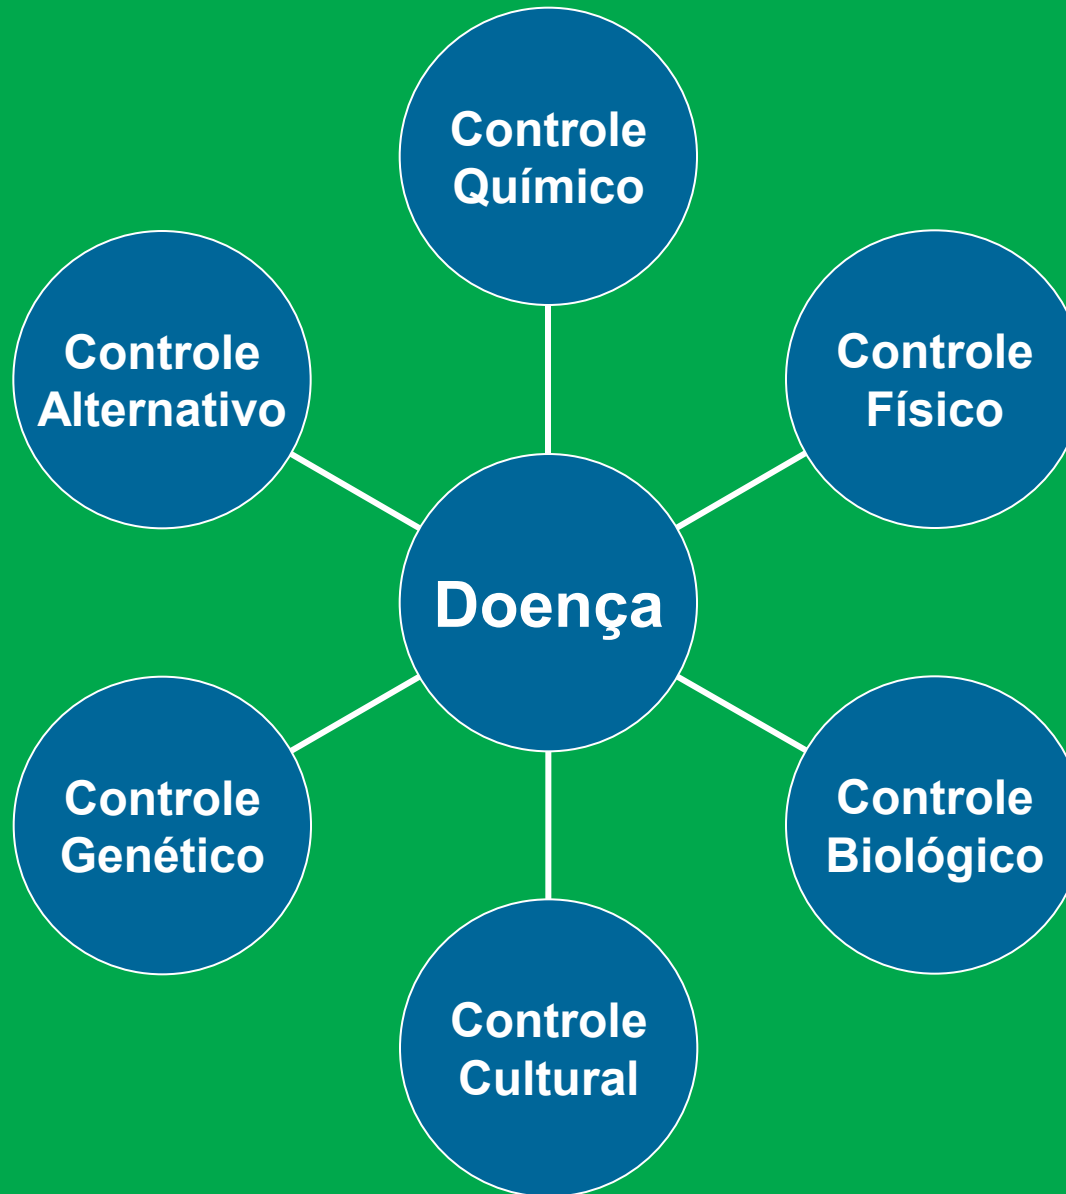 Controle
Químico
Controle
Alternativo
Controle
Físico
Doença
Controle
Genético
Controle
Biológico
Controle
Cultural